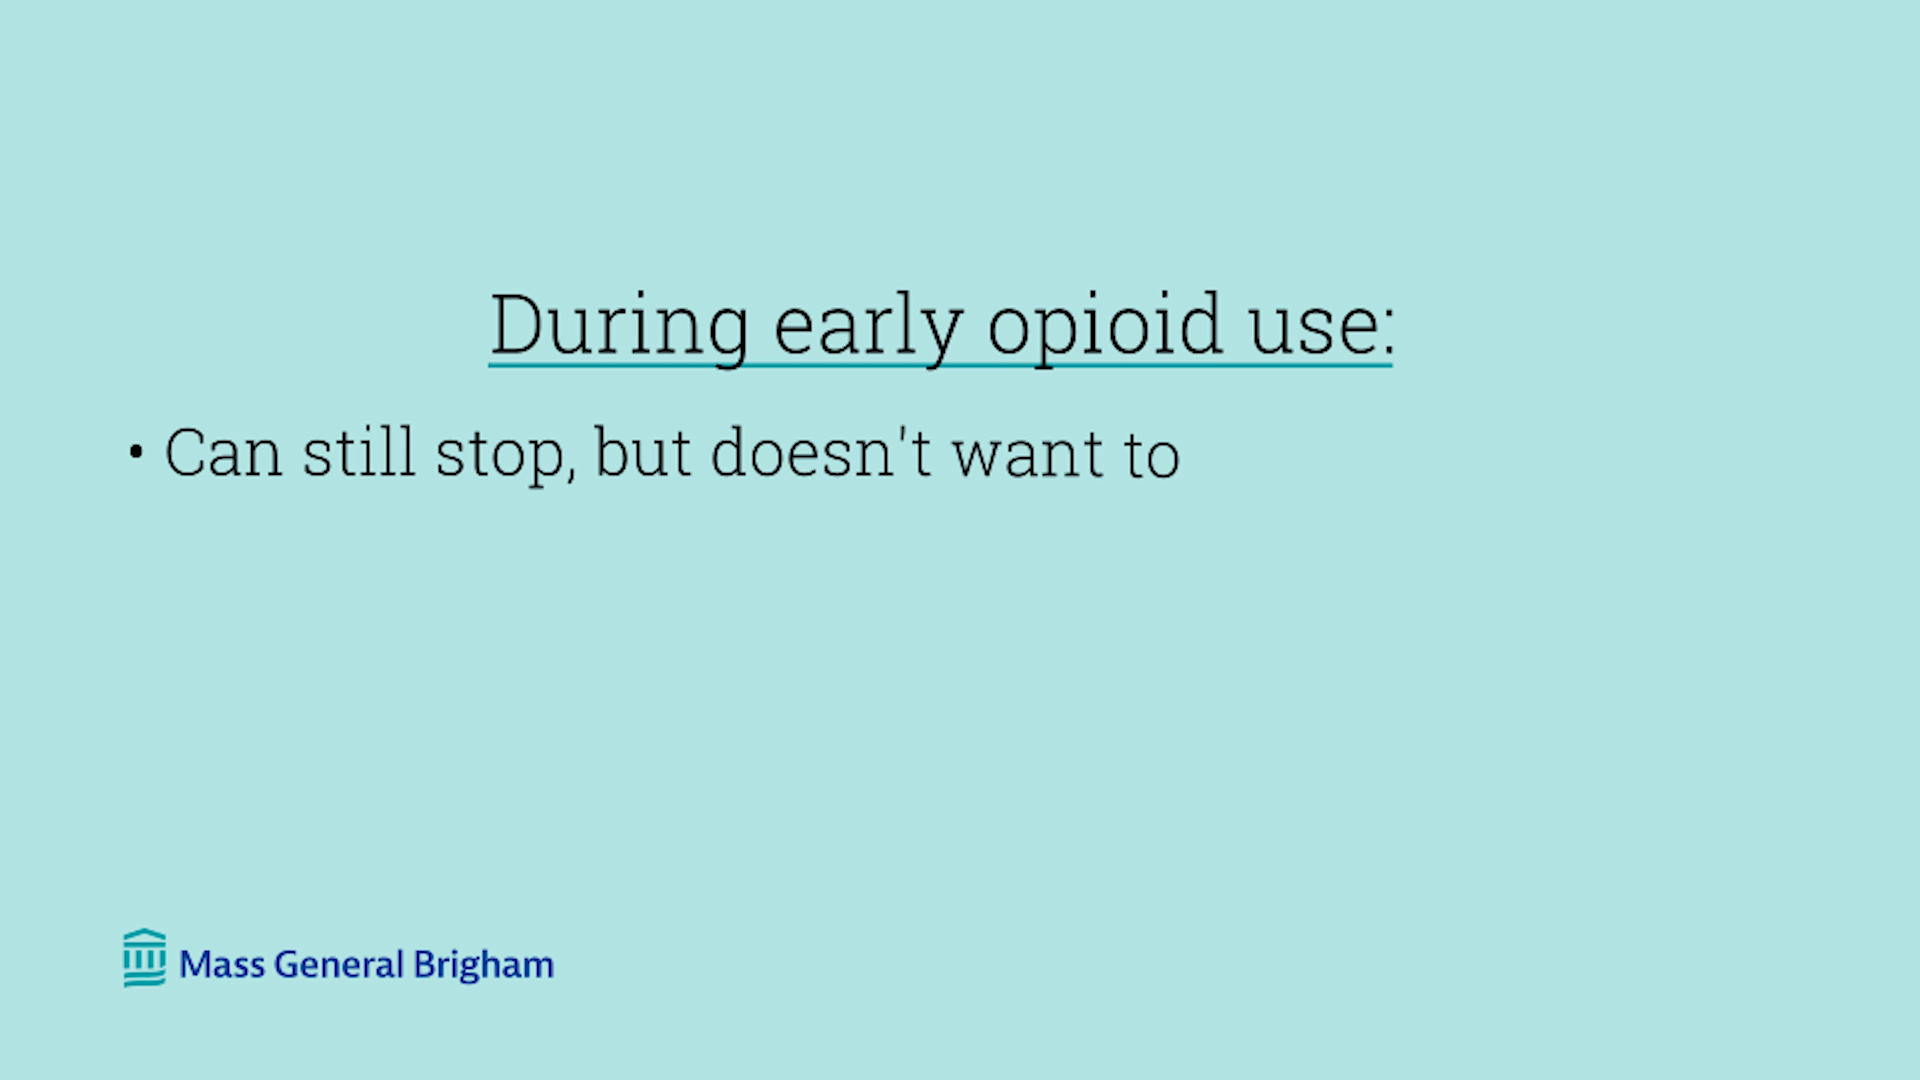 During early opioid use:
• Can still stop, but doesn't want to
Mass General Brigham